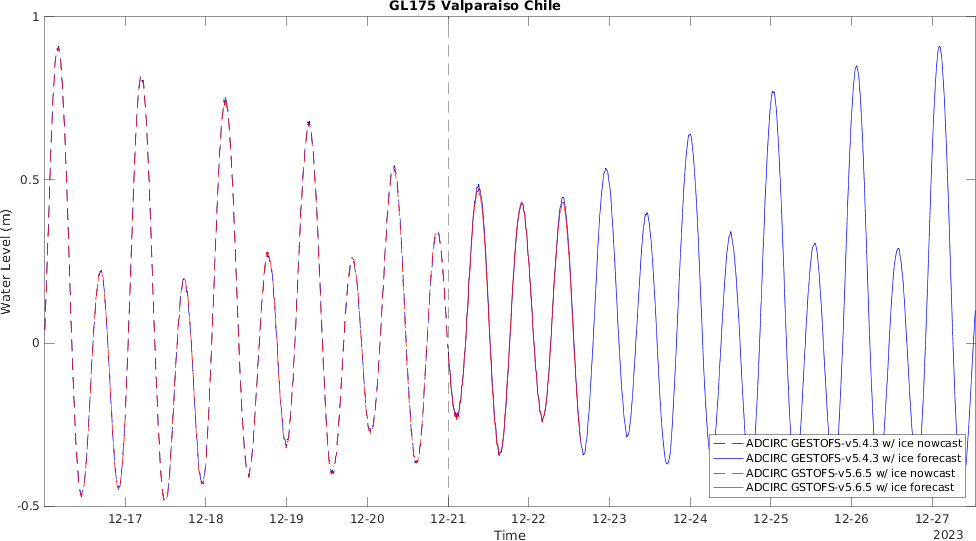 GL175 Valparaiso Chile
1
0.5
0
-0.5
Water Level (m)
12-17 12-18 12-19 12-20 12-21 12-22 12-23 12-24 12-25 12-26 12-27
Time
2023
ADCIRC GESTOFS-v5.4.3 w/ ice nowcast
ADCIRC GESTOFS-v5.4.3 w/ ice forecast
ADCIRC GSTOFS-v5.6.5 w/ ice nowcast
ADCIRC GSTOFS-v5.6.5 w/ ice forecast